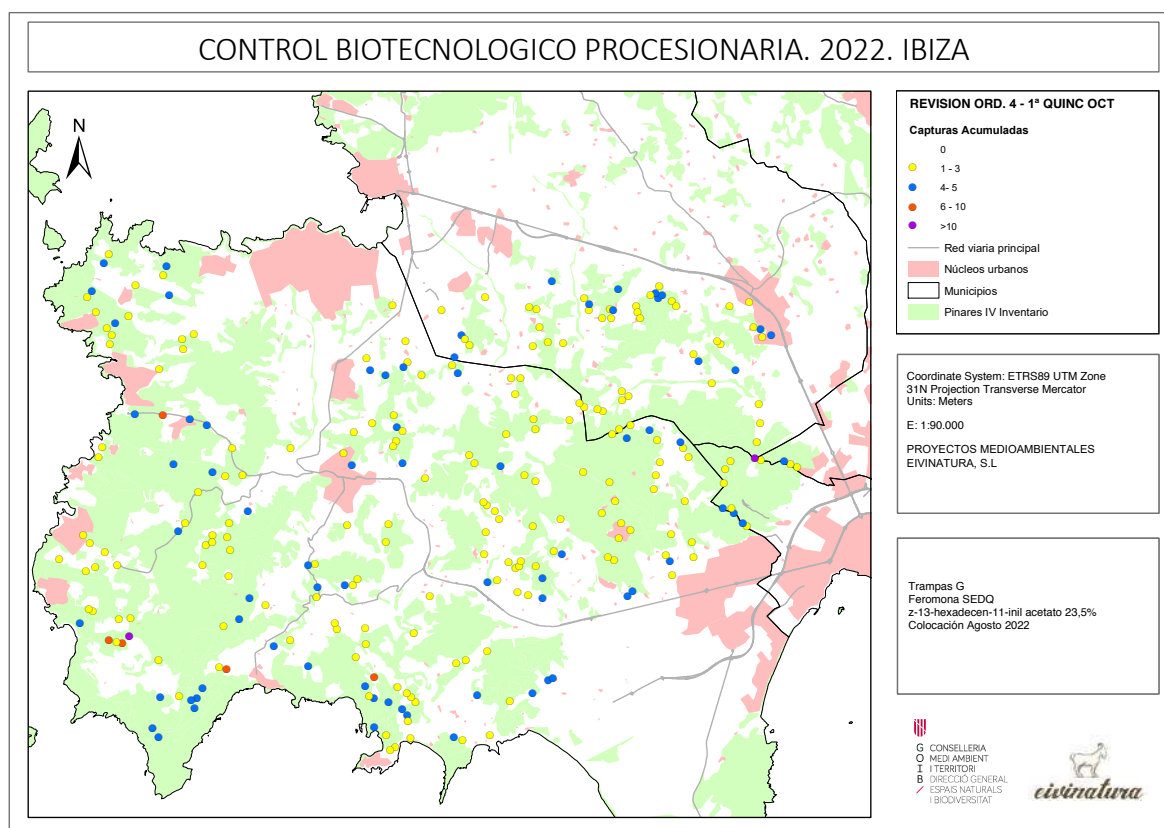 CONTROL BIOTECNOLOGICO PROCESIONARIA. 2022. IBIZA
N
REVISION ORD. 4 - 1ª QUINC OCT
Capturas Acumuladas
0
1 - 3
4- 5
6 - 10
>10
Red viaria principal
Núcleos urbanos
Municipios
Pinares IV Inventario
Coordinate System: ETRS89 UTM Zone
31N Projection Transverse Mercator
Units: Meters
E: 1:90.000
PROYECTOS MEDIOAMBIENTALES
EIVINATURA, S.L
Trampas G
Feromona SEDQ
z-13-hexadecen-11-inil acetato 23,5%
Colocación Agosto 2022
G CONSELLERIA
O MEDI AMBIENT
I I TERRITORI
B DIRECCIÓ GENERAL
/ ESPAIS NATURALS
I BIODIVERSITAT
eivinatura